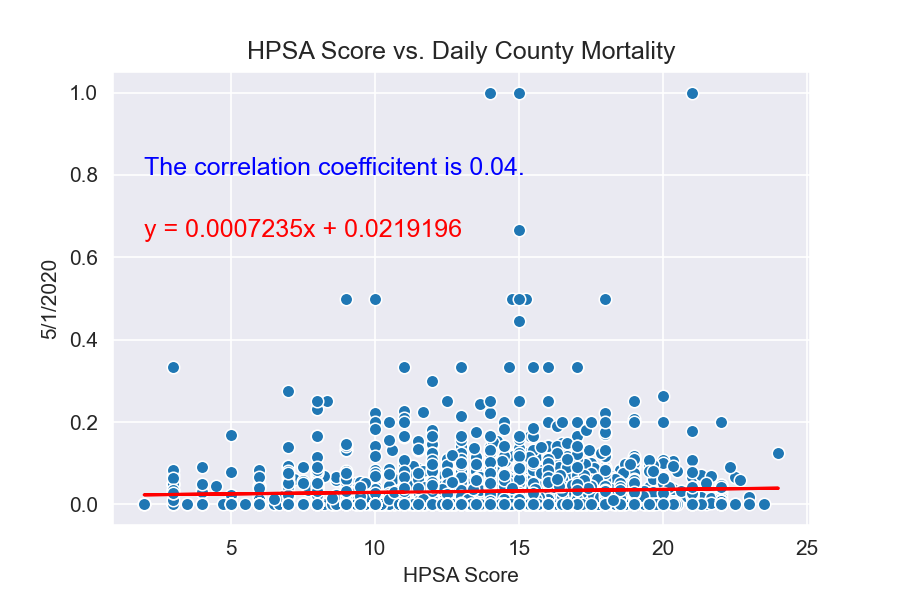 HPSA Score vs. Daily County Mortality
1.0
The correlation coefficitent is 0.04.
0.8
y = 0.0007235x + 0.0219196
0.6
5/1/2020
0.4
0.2
0.0
5 10 15 20 25
HPSA Score